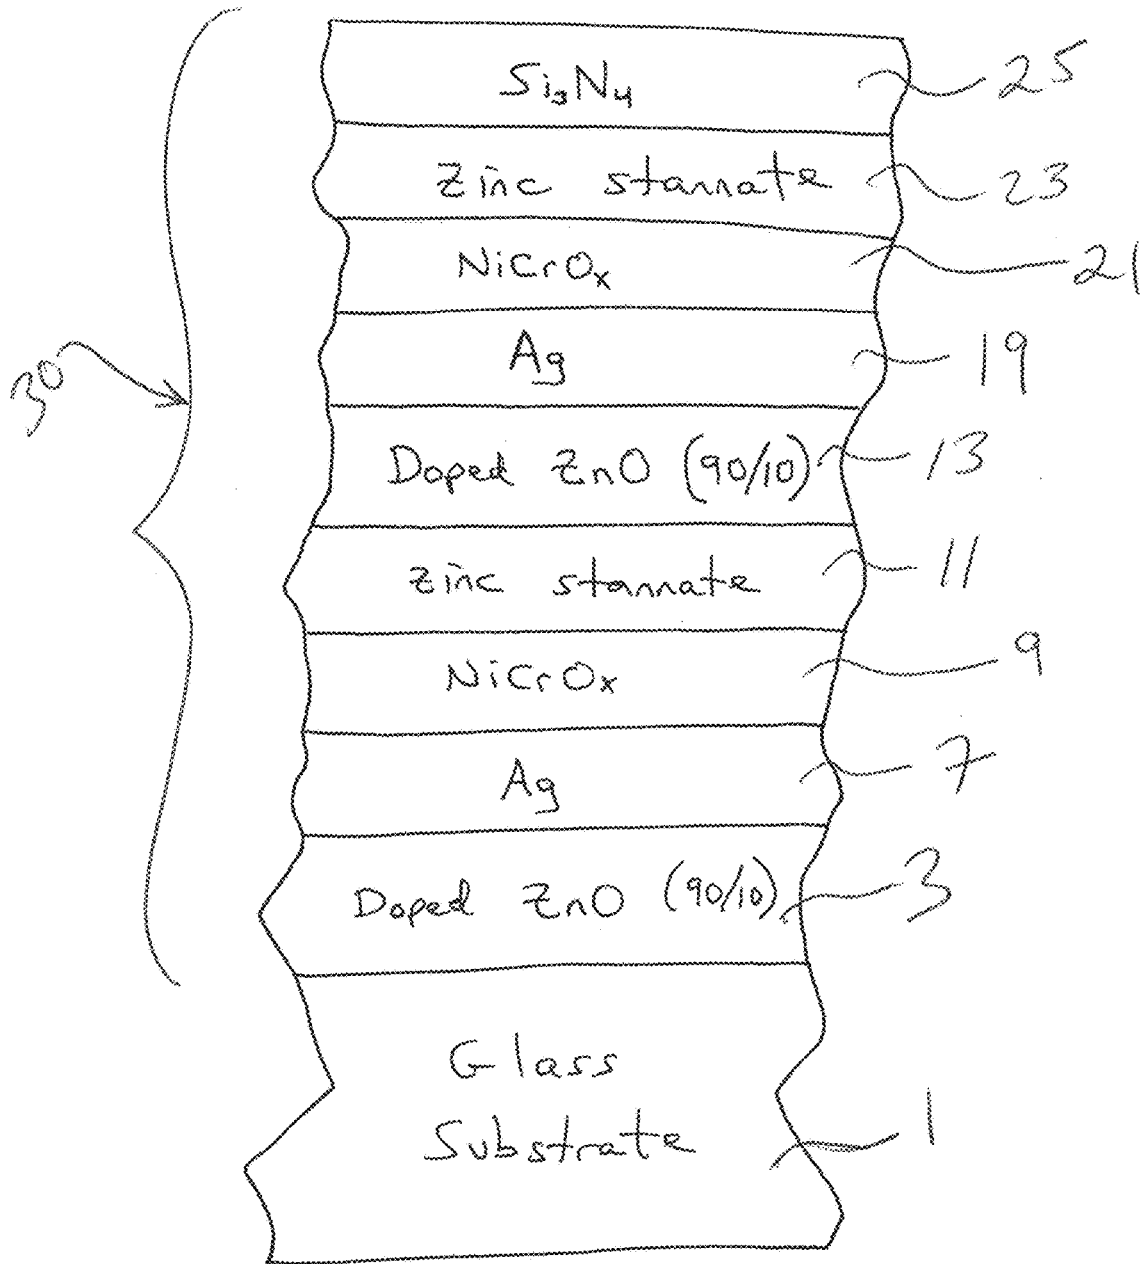 Si₃N₄ 25
Zinc stannate 23
NiCrOₓ 21
Ag 19
30
Doped ZnO (90/10) 13
Zinc stannate 11
NiCrOₓ 9
Ag 7
Doped ZnO (90/10) 3
Glass
Substrate 1